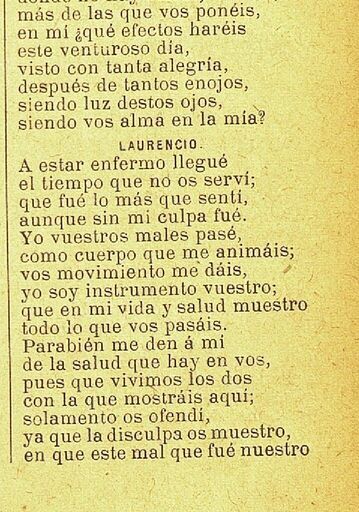 más de las que vos ponéis,
en mí ¿qué efectos haréis
este venturoso día,
visto con tanta alegría,
después de tantos enojos,
siendo luz destos ojos,
siendo vos alma en la mía?
LAURENCIO.
A estar enfermo llegué
el tiempo que no os serví;
que fué lo más que sentí,
aunque sin mi culpa fué.
Yo vuestros males pasé,
como cuerpo que me animáis;
vos movimiento me dáis,
yo soy instrumento vuestro;
que en mi vida y salud muestro
todo lo que vos pasáis.
Parabién me den á mí
de la salud que hay en vos,
pues que vivimos los dos
con la que mostráis aquí;
solamento os ofendí,
ya que la disculpa os muestro,
en que este mal que fué nuestro